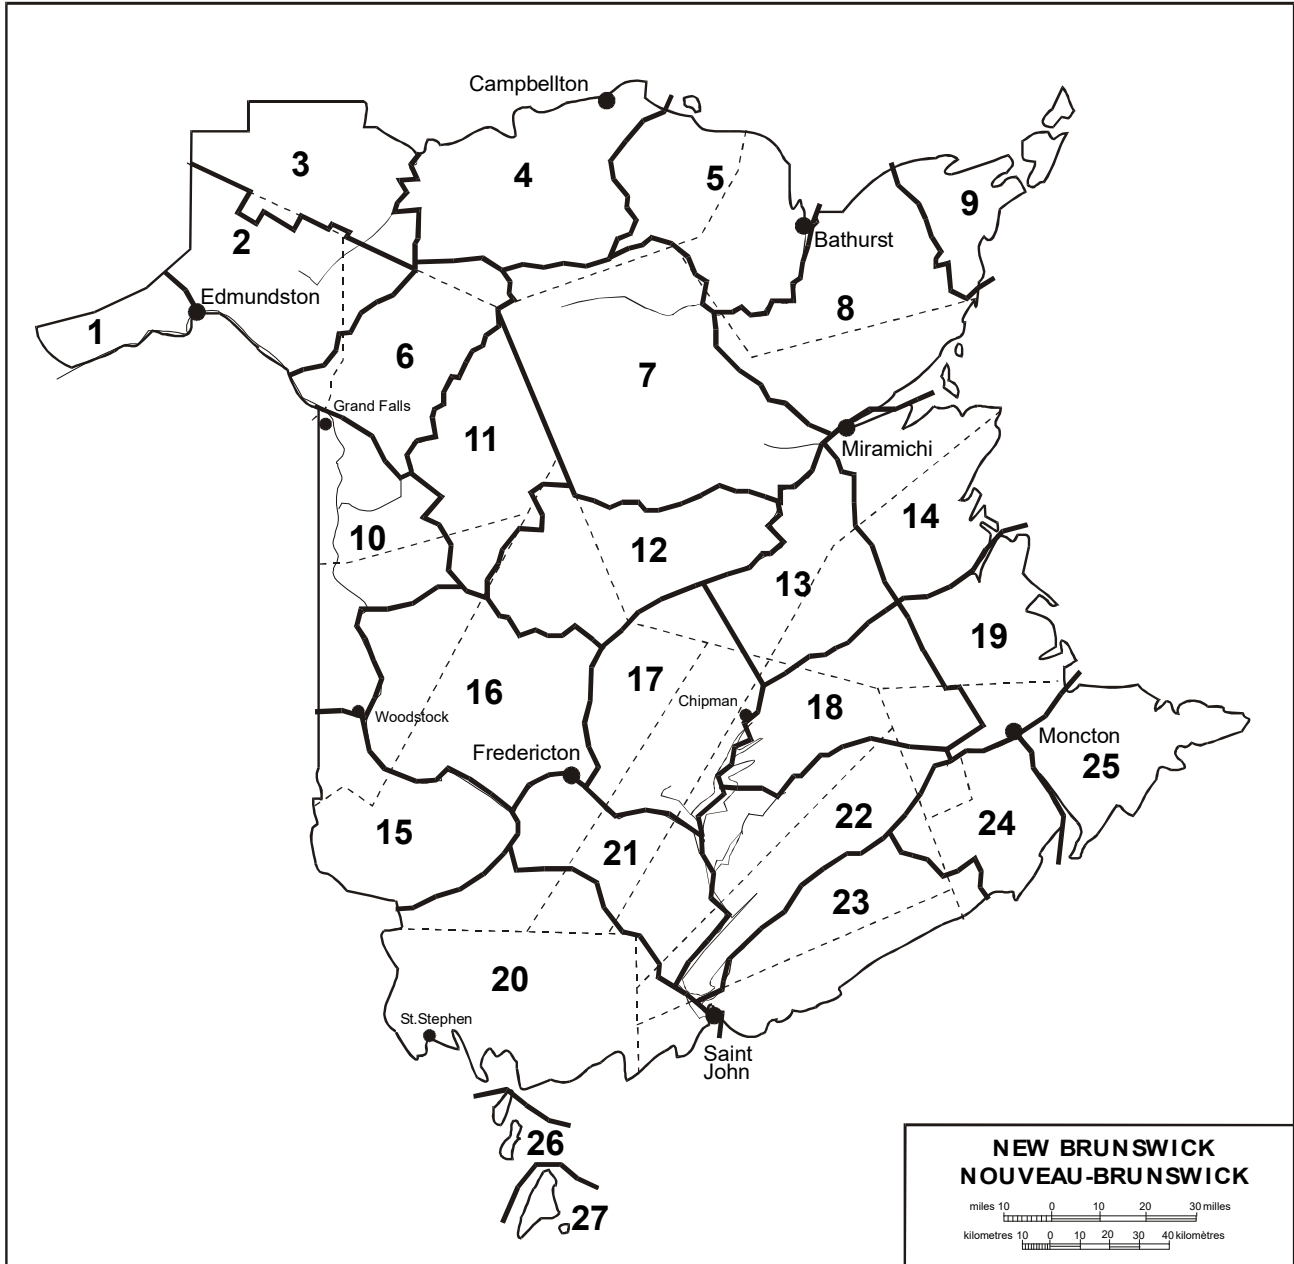 Campbellton
3
4
5
9
2
Bathurst
Edmundston
8
1
6
7
Grand Falls
11
Miramichi
14
10
12
13
19
17
16
Chipman
18
Woodstock
Moncton
Fredericton
25
22
24
15
21
23
20
St.Stephen
Saint
John
26
27
NEW BRUNSWICK
NOUVEAU-BRUNSWICK
miles 10 0 10 20 30 milles
kilometres 10 0 10 20 30 40 kilomètres